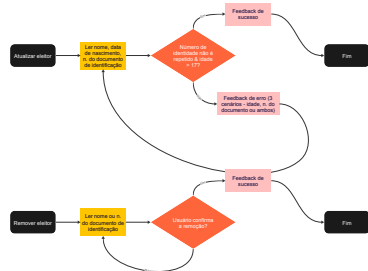 Atualizar eleitor
Ler nome, data
de nascimento,
n. do documento
de identificação
Número de
identidade não é
repetido & idade
> 17?
Feedback de
sucesso
Fim
Feedback de erro (3
cenários - idade, n. do
documento ou ambos)
Remover eleitor
Ler nome ou n.
do documento de
identificação
Usuário confirma
a remoção?
Feedback de
sucesso
Fim